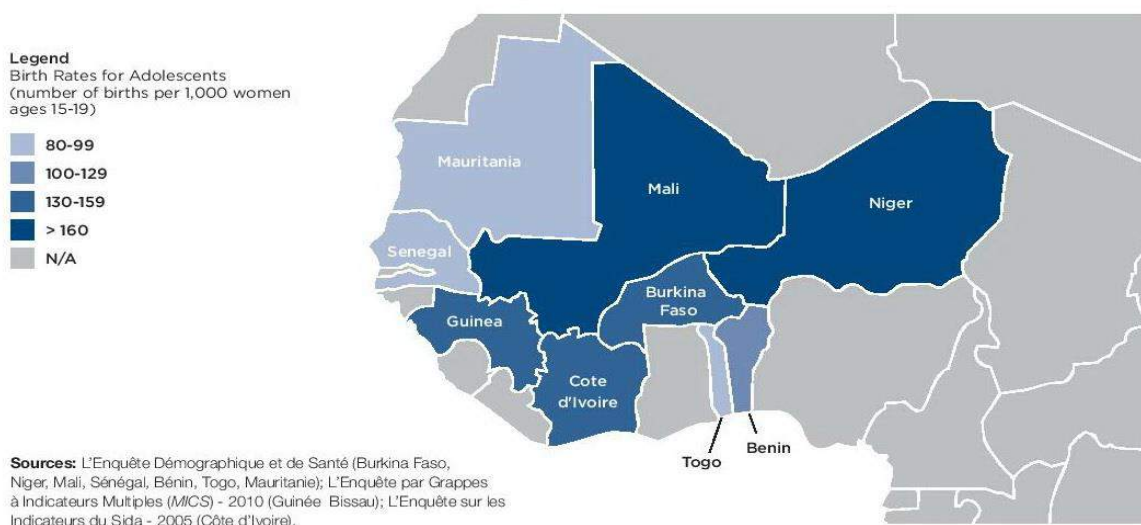 Legend
Birth Rates for Adolescents
(number of births per 1,000 women
ages 15-19)
80-99
100-129
130-159
> 160
N/A
Mauritania
Mali
Niger
Senegal
Burkina
Faso
Guinea
Cote
d'Ivoire
Togo
Benin
Sources: L'Enquête Démographique et de Santé (Burkina Faso,
Niger, Mali, Sénégal, Bénin, Togo, Mauritanie); L'Enquête par Grappes
à Indicateurs Multiples (MICS) - 2010 (Guinée Bissau); L'Enquête sur les
Indicateurs du Sida - 2005 (Côte d'Ivoire).